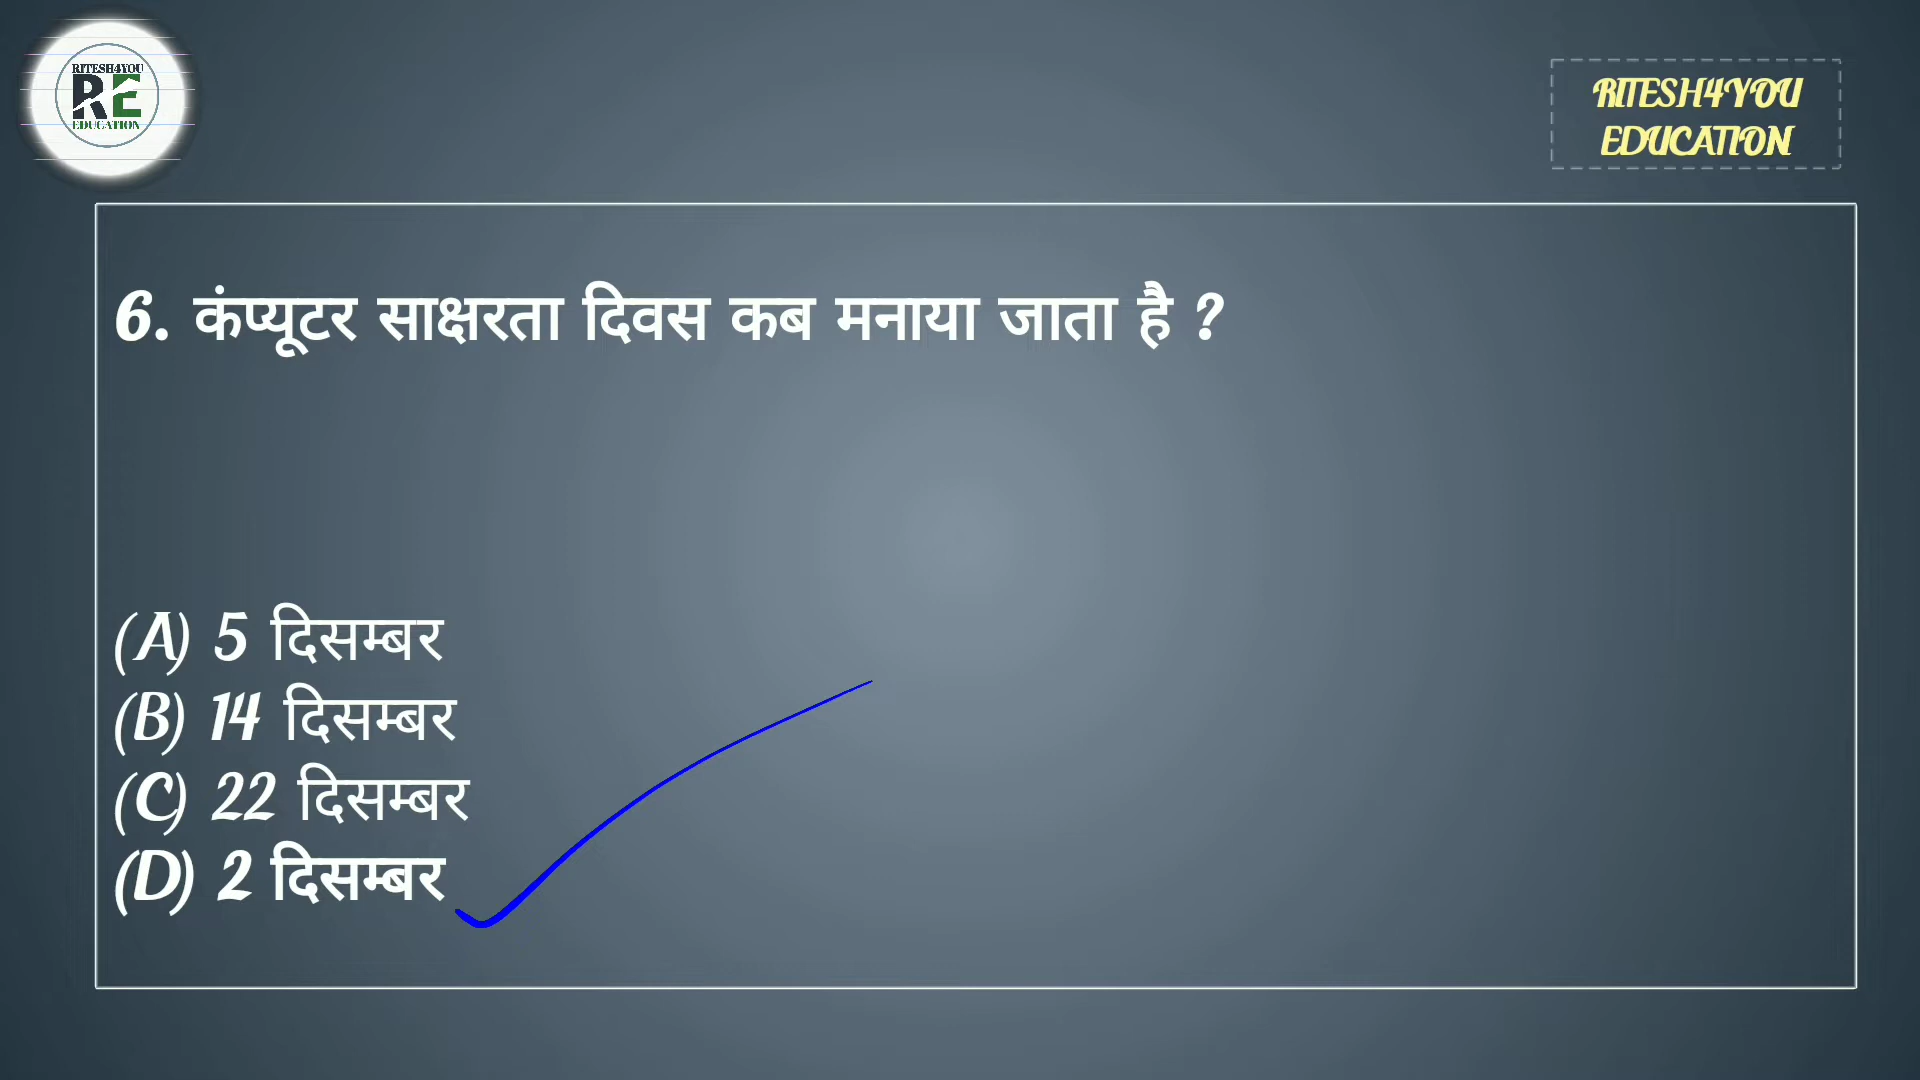 RITESH4YOU
RE
EDUCATION
RITESH4YOU
EDUCATION
6. कंप्यूटर साक्षरता दिवस कब मनाया जाता है ?
(A) 5 दिसम्बर
(B) 14 दिसम्बर
(C) 22 दिसम्बर
(D) 2 दिसम्बर